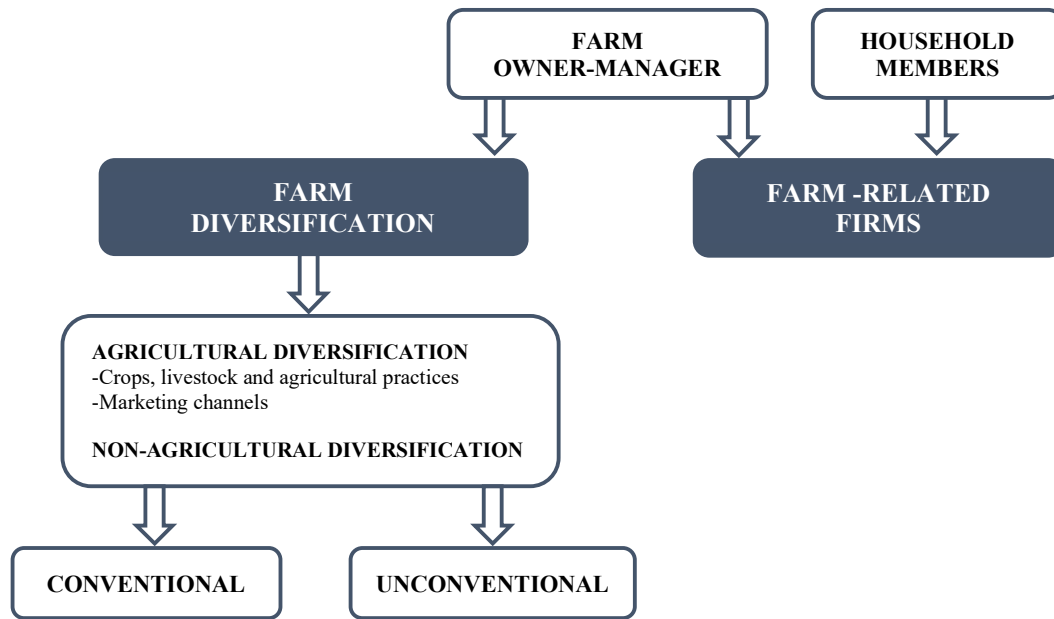 FARM
OWNER-MANAGER
HOUSEHOLD
MEMBERS
FARM
DIVERSIFICATION
FARM -RELATED
FIRMS
AGRICULTURAL DIVERSIFICATION
-Crops, livestock and agricultural practices
-Marketing channels
NON-AGRICULTURAL DIVERSIFICATION
CONVENTIONAL
UNCONVENTIONAL